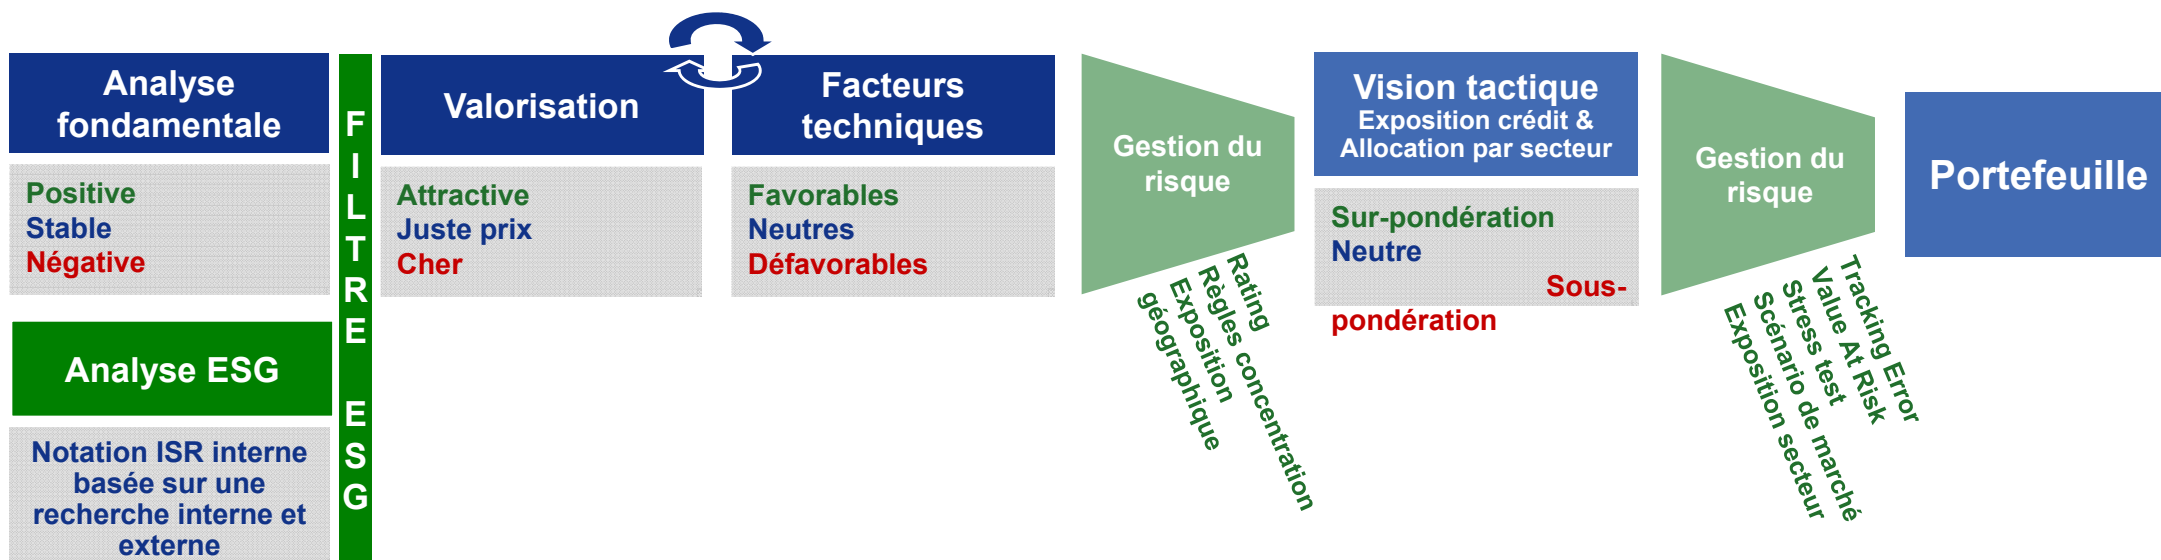 Analyse
fondamentale
Positive
Stable
Négative
Analyse ESG
Notation ISR interne
basée sur une
recherche interne et
externe
FILTRE ESG
Valorisation
Attractive
Juste prix
Cher
Facteurs
techniques
Favorables
Neutres
Défavorables
Gestion du
risque
Rating
Règles concentration
Exposition
géographique
Vision tactique
Exposition crédit &
Allocation par secteur
Sur-pondération
Neutre
Sous-
pondération
Gestion du
risque
Tracking Error
Value At Risk
Stress test
Scénario de marché
Exposition secteur
Portefeuille